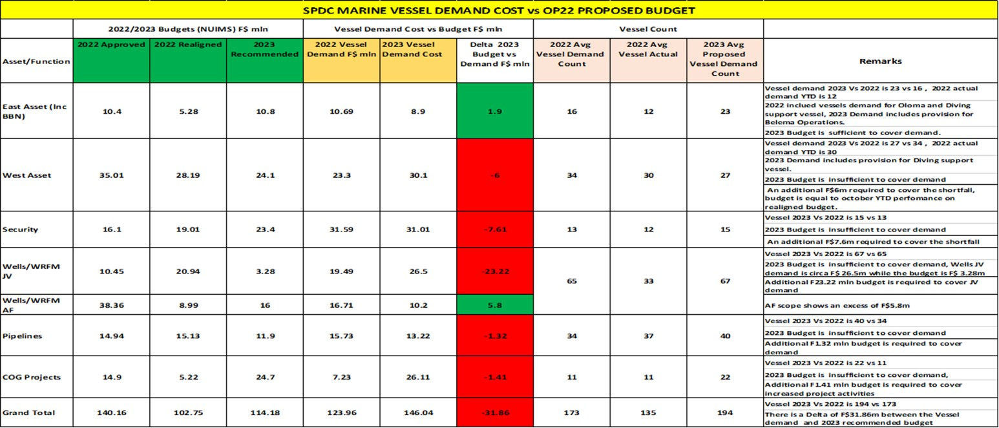 SPDC MARINE VESSEL DEMAND COST vs OP22 PROPOSED BUDGET
2022/2023 Budgets (NUIMS) F$ mln
Vessel Demand Cost vs Budget F$ mln
Vessel Count
Asset/Function
2022 Approved
2022 Realigned
2023
Recommended
2022 Vessel
Demand F$ mln
2023 Vessel
Demand Cost
Delta 2023
Budget vs
Demand F$ mln
2022 Avg
Vessel Demand
Count
2022 Avg
Vessel Actual
2023 Avg
Proposed
Vessel Demand
Count
Remarks
East Asset (Inc
BBN)
10.4
5.28
10.8
10.69
8.9
1.9
16
12
23
Vessel demand 2023 Vs 2022 is 23 vs 16 , 2022 actual
demand YTD is 12
2022 inclued vessels demand for Oloma and Diving
support vessel, 2023 Demand includes provision for
Belema Operations.
2023 Budget is sufficient to cover demand.
West Asset
35.01
28.19
24.1
23.3
30.1
-6
34
30
27
Vessel demand 2023 Vs 2022 is 27 vs 34 , 2022 actual
demand YTD is 30
2023 Demand includes provision for Diving support
vessel.
2023 Budget is insufficient to cover demand
An additional F$6m required to cover the shortfall,
budget is equal to october YTD perfomance on
realigned budget.
Security
16.1
19.01
23.4
31.59
31.01
-7.61
13
12
15
Vessel 2023 Vs 2022 is 15 vs 13
2023 Budget is insufficient to cover demand
An additional F$7.6m required to cover the shortfall
Wells/WRFM
JV
10.45
20.94
3.28
19.49
26.5
-23.22
65
33
67
Vessel 2023 Vs 2022 is 67 vs 65
2023 Budget is insufficient to cover demand, Wells JV
demand is circa F$ 26.5m while the budget is F$ 3.28m
Additional F23.22 mln budget is required to cover JV
demand
Wells/WRFM
AF
38.36
8.99
16
16.71
10.2
5.8
AF scope shows an excess of F$5.8m
Pipelines
14.94
15.13
11.9
15.73
13.22
-1.32
34
37
40
Vessel 2023 Vs 2022 is 40 vs 34
2023 Budget is insufficient to cover demand
Additional F1.32 mln budget is required to cover
demand
COG Projects
14.9
5.22
24.7
7.23
26.11
-1.41
11
11
22
Vessel 2023 Vs 2022 is 22 vs 11
2023 Budget is insufficient to cover demand,
Additional F1.41 mln budget is required to cover
increased project activities
Grand Total
140.16
102.75
114.18
123.96
146.04
-31.86
173
135
194
Vessel 2023 Vs 2022 is 194 vs 173
There is a Delta of F$31.86m between the Vessel
demand and 2023 recommended budget